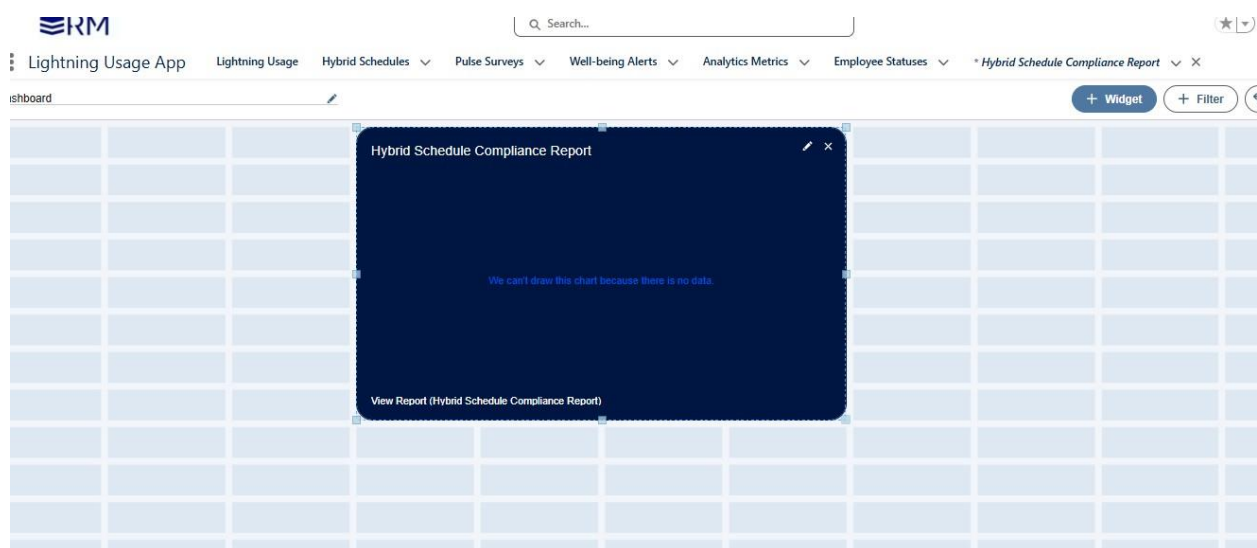 ERM
Search...
Lightning Usage App
Lightning Usage
Hybrid Schedules
Pulse Surveys
Well-being Alerts
Analytics Metrics
Employee Statuses
* Hybrid Schedule Compliance Report
shboard
+ Widget
+ Filter
Hybrid Schedule Compliance Report
We can't draw this chart because there is no data.
View Report (Hybrid Schedule Compliance Report)